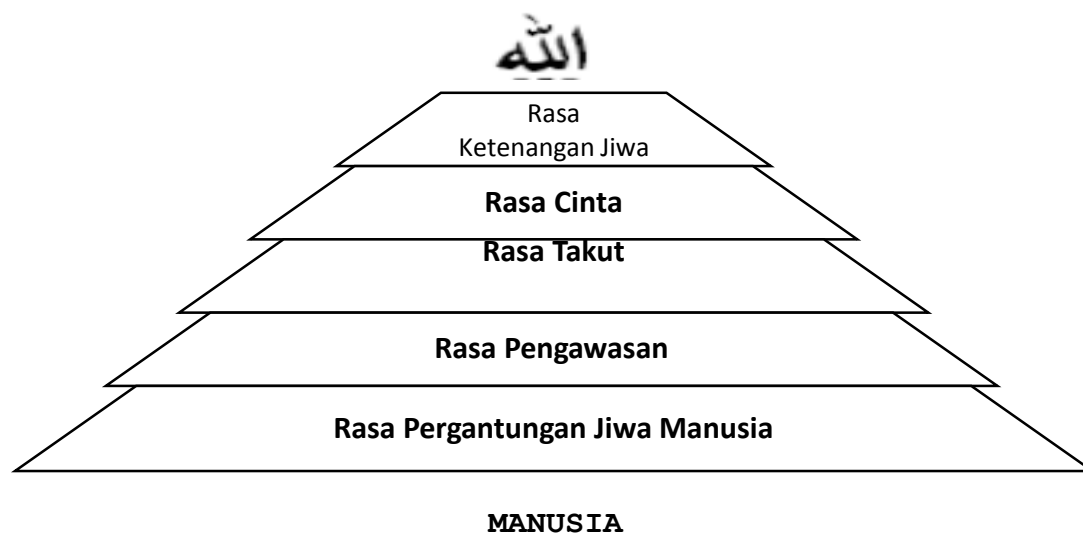 الله
Rasa
Ketenangan Jiwa
Rasa Cinta
Rasa Takut
Rasa Pengawasan
Rasa Pergantungan Jiwa Manusia
MANUSIA